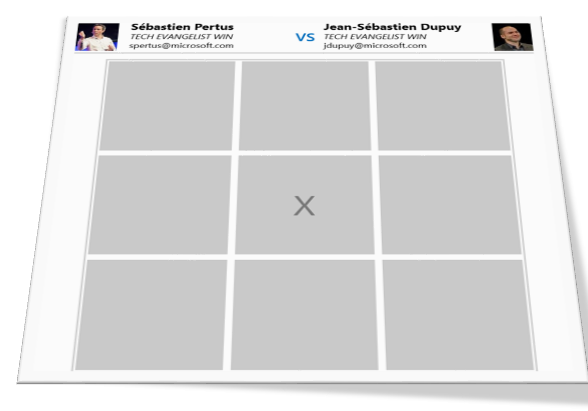 Sébastien Pertus
TECH EVANGELIST WIN
spertus@microsoft.com
VS
Jean-Sébastien Dupuy
TECH EVANGELIST WIN
jdupuy@microsoft.com
X